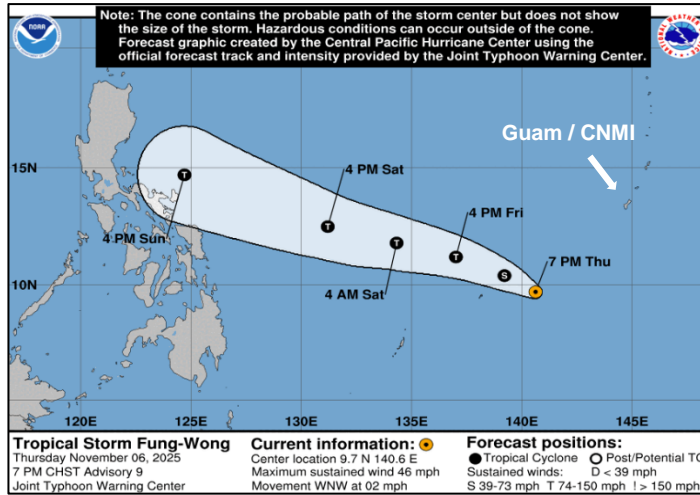 Note: The cone contains the probable path of the storm center but does not show
the size of the storm. Hazardous conditions can occur outside of the cone.
Forecast graphic created by the Central Pacific Hurricane Center using the
official forecast track and intensity provided by the Joint Typhoon Warning Center.
NOAA
NATIONAL WEATHER
Guam / CNMI
15N
4 PM Sat
T
4 PM Fri
T
4 PM Sun
T
T
7 PM Thu
S
10N
4 AM Sat
120E 125E 130E 135E 140E 145E
Tropical Storm Fung-Wong
Thursday November 06, 2025
7 PM CHST Advisory 9
Joint Typhoon Warning Center
Current information:
Center location 9.7 N 140.6 E
Maximum sustained wind 46 mph
Movement WNW at 02 mph
Forecast positions:
Tropical Cyclone Post/Potential TC
Sustained winds: D < 39 mph
S 39-73 mph T 74-150 mph ! > 150 mph